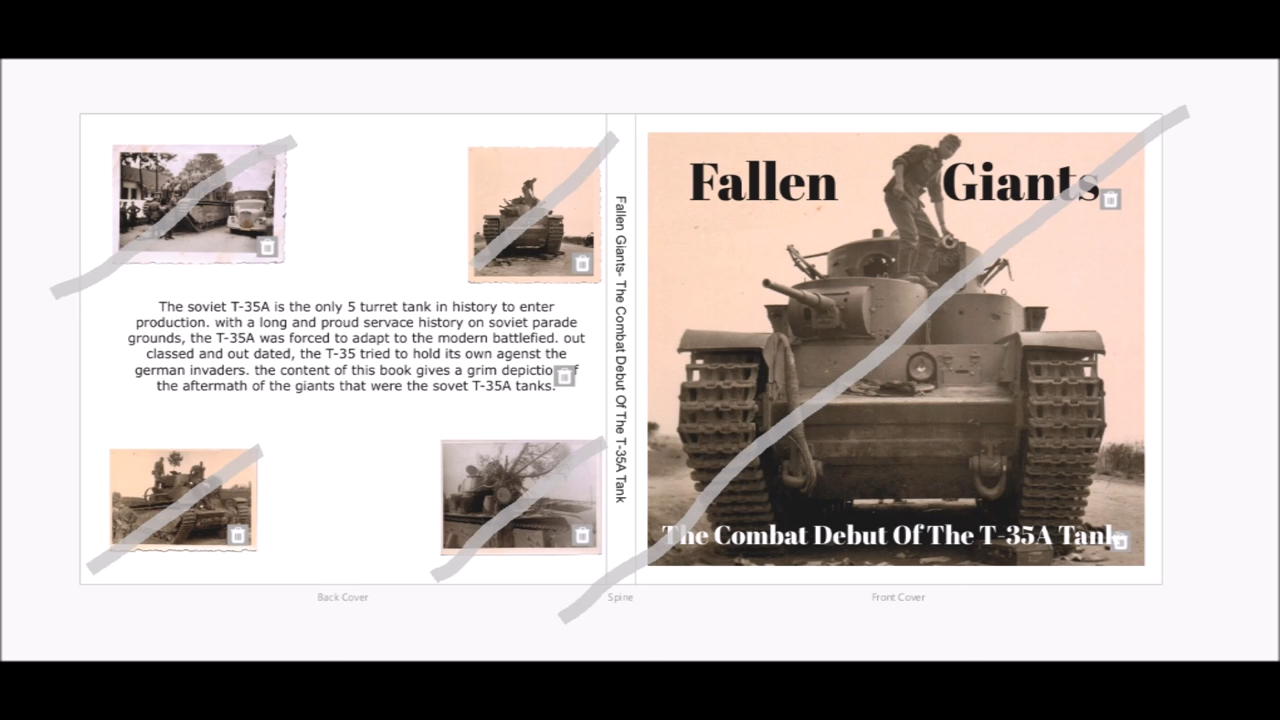 The soviet T-35A is the only 5 turret tank in history to enter
production. with a long and proud servace history on soviet parade
grounds, the T-35A was forced to adapt to the modern battlefied. out
classed and out dated, the T-35 tried to hold its own agenst the
german invaders. the content of this book gives a grim depiction of
the aftermath of the giants that were the sovet T-35A tanks.
Fallen Giants- The Combat Debut Of The T-35A Tank
Fallen Giants
The Combat Debut Of The T-35A Tank
Back Cover
Spine
Front Cover